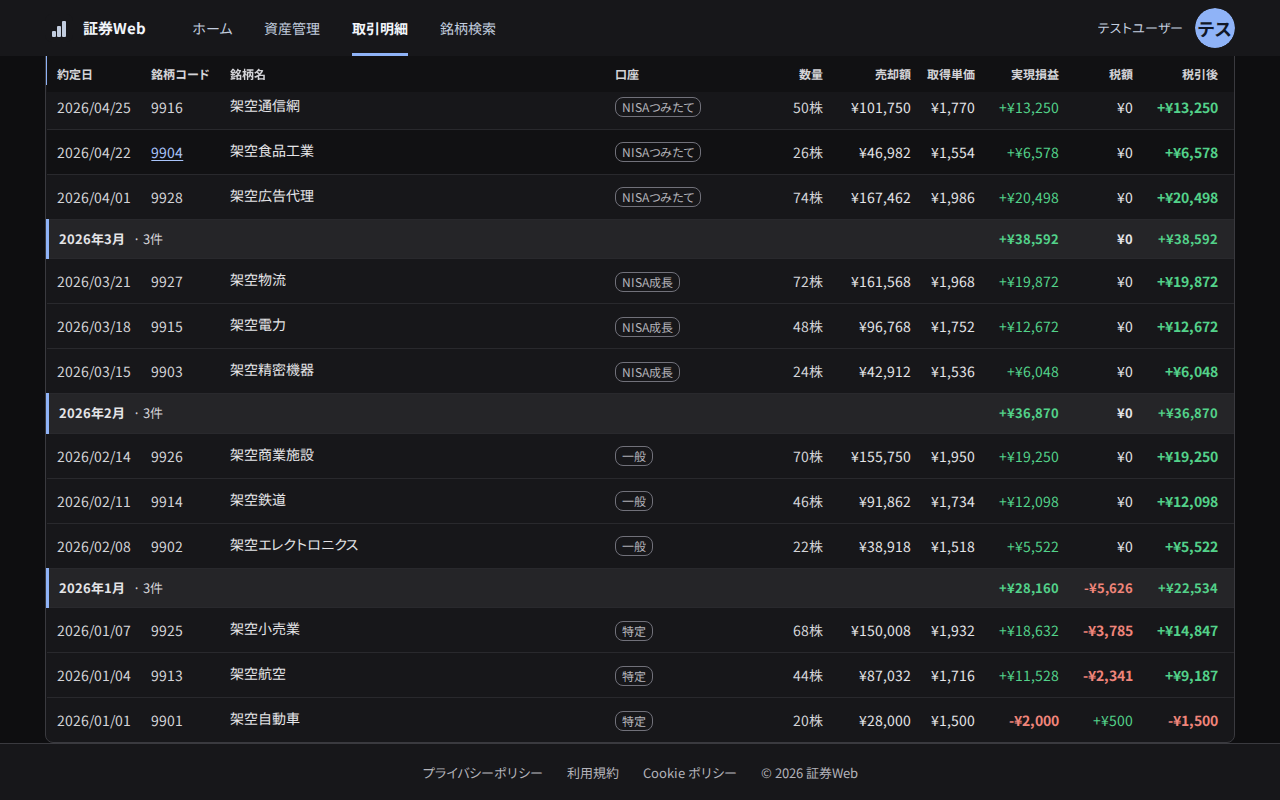 証券Web ホーム 資産管理 取引明細 銘柄検索 テストユーザー テス
約定日 銘柄コード 銘柄名 口座 数量 売却額 取得単価 実現損益 税額 税引後
2026/04/25 9916 架空通信網 NISAつみたて 50株 ¥101,750 ¥1,770 +¥13,250 ¥0 +¥13,250
2026/04/22 9904 架空食品工業 NISAつみたて 26株 ¥46,982 ¥1,554 +¥6,578 ¥0 +¥6,578
2026/04/01 9928 架空広告代理 NISAつみたて 74株 ¥167,462 ¥1,986 +¥20,498 ¥0 +¥20,498
2026年3月 · 3件 +¥38,592 ¥0 +¥38,592
2026/03/21 9927 架空物流 NISA成長 72株 ¥161,568 ¥1,968 +¥19,872 ¥0 +¥19,872
2026/03/18 9915 架空電力 NISA成長 48株 ¥96,768 ¥1,752 +¥12,672 ¥0 +¥12,672
2026/03/15 9903 架空精密機器 NISA成長 24株 ¥42,912 ¥1,536 +¥6,048 ¥0 +¥6,048
2026年2月 · 3件 +¥36,870 ¥0 +¥36,870
2026/02/14 9926 架空商業施設 一般 70株 ¥155,750 ¥1,950 +¥19,250 ¥0 +¥19,250
2026/02/11 9914 架空鉄道 一般 46株 ¥91,862 ¥1,734 +¥12,098 ¥0 +¥12,098
2026/02/08 9902 架空エレクトロニクス 一般 22株 ¥38,918 ¥1,518 +¥5,522 ¥0 +¥5,522
2026年1月 · 3件 +¥28,160 -¥5,626 +¥22,534
2026/01/07 9925 架空小売業 特定 68株 ¥150,008 ¥1,932 +¥18,632 -¥3,785 +¥14,847
2026/01/04 9913 架空航空 特定 44株 ¥87,032 ¥1,716 +¥11,528 -¥2,341 +¥9,187
2026/01/01 9901 架空自動車 特定 20株 ¥28,000 ¥1,500 -¥2,000 +¥500 -¥1,500
プライバシーポリシー 利用規約 Cookie ポリシー © 2026 証券Web